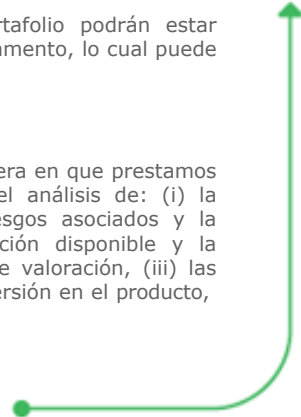 tafolio podrán estar
amento, lo cual puede
era en que prestamos
el análisis de: (i) la
esgos asociados y la
ción disponible y la
e valoración, (iii) las
ersión en el producto,